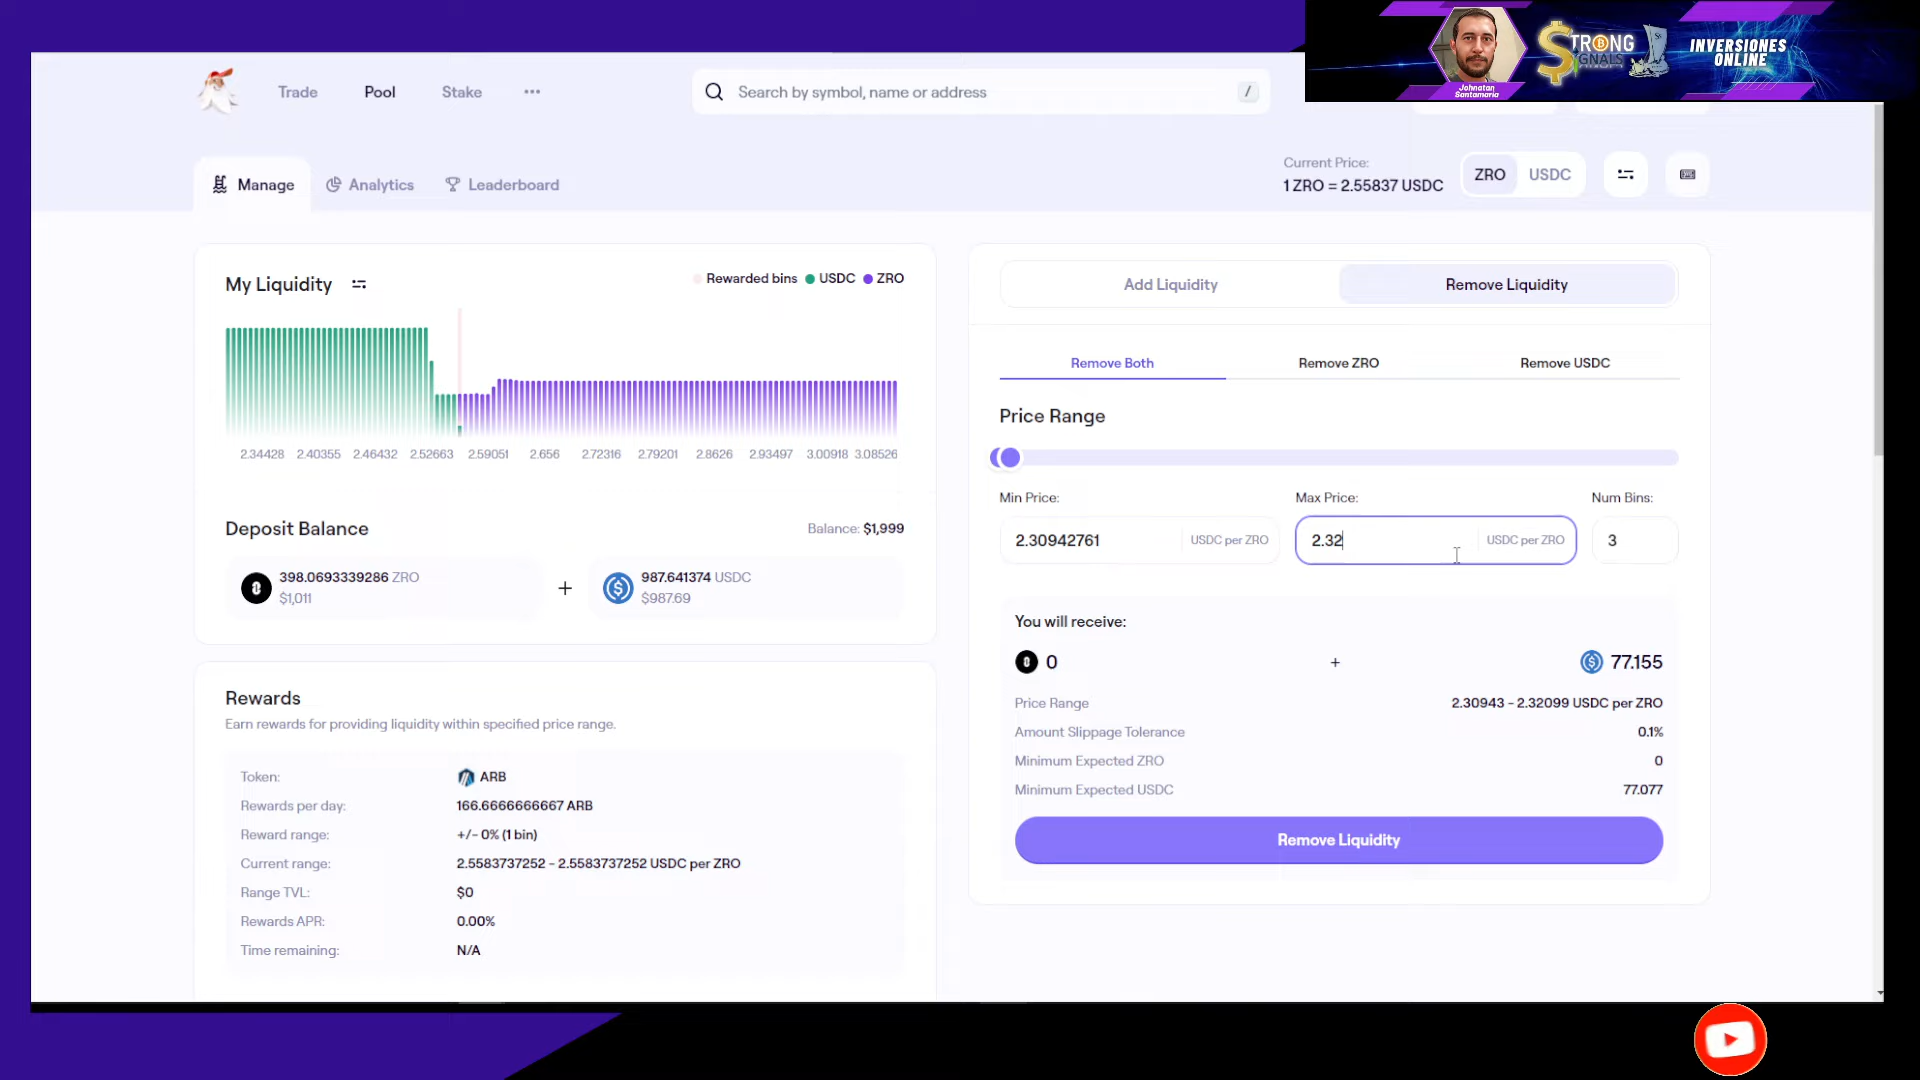 Johnatan
Santamaria
TRONG
GNALS
INVERSIONES
ONLINE
Trade
Pool
Stake
Search by symbol, name or address
/
Manage
Analytics
Leaderboard
Current Price:
1 ZRO = 2.55837 USDC
ZRO
USDC
My Liquidity
Rewarded bins
USDC
ZRO
2.34428 2.40355 2.46432 2.52663 2.59051 2.656 2.72316 2.79201 2.8626 2.93497 3.00918 3.08526
Deposit Balance
Balance: $1,999
398.0693339286 ZRO
$1,011
+
987.641374 USDC
$987.69
Rewards
Earn rewards for providing liquidity within specified price range.
Token: ARB
Rewards per day: 166.6666666667 ARB
Reward range: +/- 0% (1 bin)
Current range: 2.5583737252 - 2.5583737252 USDC per ZRO
Range TVL: $0
Rewards APR: 0.00%
Time remaining: N/A
Add Liquidity
Remove Liquidity
Remove Both
Remove ZRO
Remove USDC
Price Range
Min Price:
Max Price:
Num Bins:
2.30942761 USDC per ZRO
2.32 USDC per ZRO
3
You will receive:
0
+
77.155
Price Range 2.30943 - 2.32099 USDC per ZRO
Amount Slippage Tolerance 0.1%
Minimum Expected ZRO 0
Minimum Expected USDC 77.077
Remove Liquidity